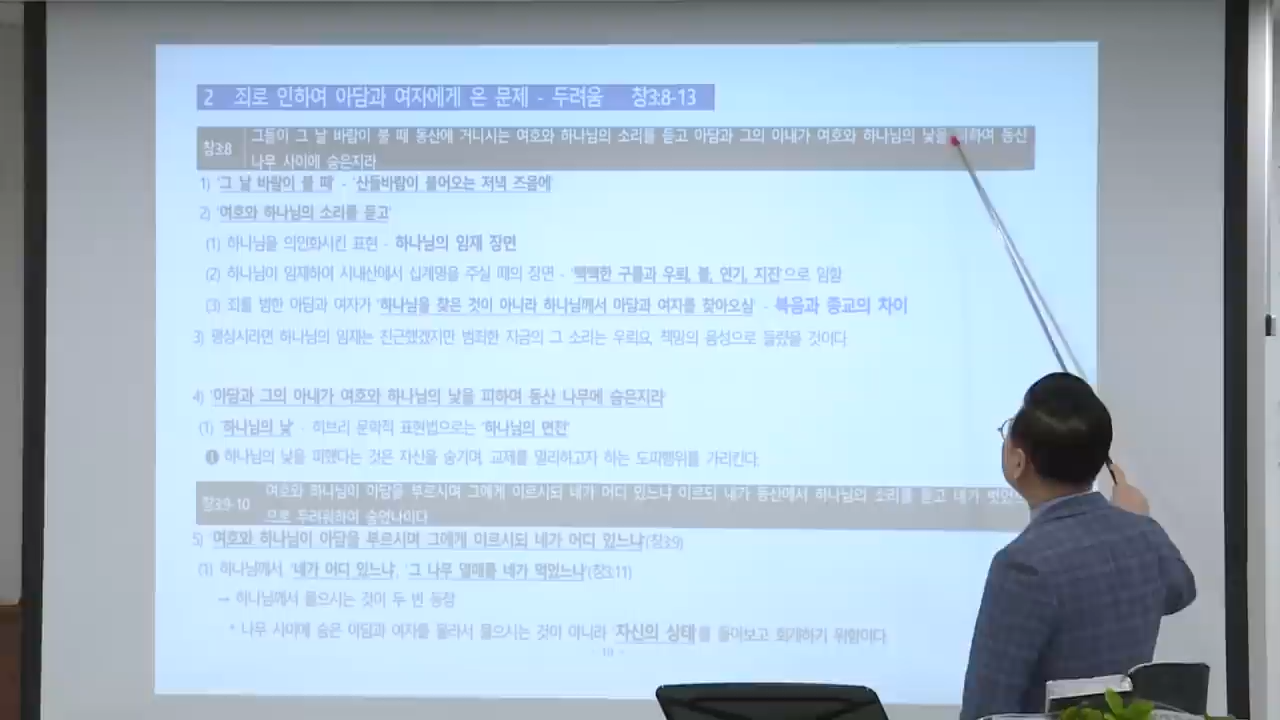 2 죄로 인하여 아담과 여자에게 온 문제 - 두려움 창3:8-13
창3:8
그들이 그 날 바람이 불 때 동산에 거니시는 여호와 하나님의 소리를 듣고 아담과 그의 아내가 여호와 하나님의 낯을 하여 동산
나무 사이에 숨은지라
1) '그 날 바람이 불 때' - '산들바람이 불어오는 저녁 즈음에'
2) '여호와 하나님의 소리를 듣고'
(1) 하나님을 의인화시킨 표현 - 하나님의 임재 장면
(2) 하나님이 임재하여 시내산에서 십계명을 주실 때의 장면 - '빽빽한 구름과 우뢰, 불, 연기, 지진'으로 임함
(3) 죄를 범한 아담과 여자가 '하나님을 찾은 것이 아니라 하나님께서 아담과 여자를 찾아오심' - 복음과 종교의 차이
3) 평상시라면 하나님의 임재는 친근했겠지만 범죄한 지금의 그 소리는 우뢰요, 책망의 음성으로 들렸을 것이다
4) '아담과 그의 아내가 여호와 하나님의 낯을 피하여 동산 나무에 숨은지라'
(1) '하나님의 낯' - 히브리 문학적 표현법으로는 '하나님의 면전'
❶ 하나님의 낯을 피했다는 것은 자신을 숨기며, 교제를 멀리하고자 하는 도피행위를 가리킨다.
창3:9-10
여호와 하나님이 아담을 부르시며 그에게 이르시되 네가 어디 있느냐 이르되 내가 동산에서 하나님의 소리를 듣고 내가 벗었
으로 두려워하여 숨었나이다
5) '여호와 하나님이 아담을 부르시며 그에게 이르시되 네가 어디 있느냐'(창3:9)
(1) 하나님께서 '네가 어디 있느냐', '그 나무 열매를 네가 먹었느냐'(창3:11)
→ 하나님께서 물으시는 것이 두 번 등장
* 나무 사이에 숨은 아담과 여자를 몰라서 물으시는 것이 아니라 '자신의 상태'를 돌아보고 회개하기 위함이다
- 19 -